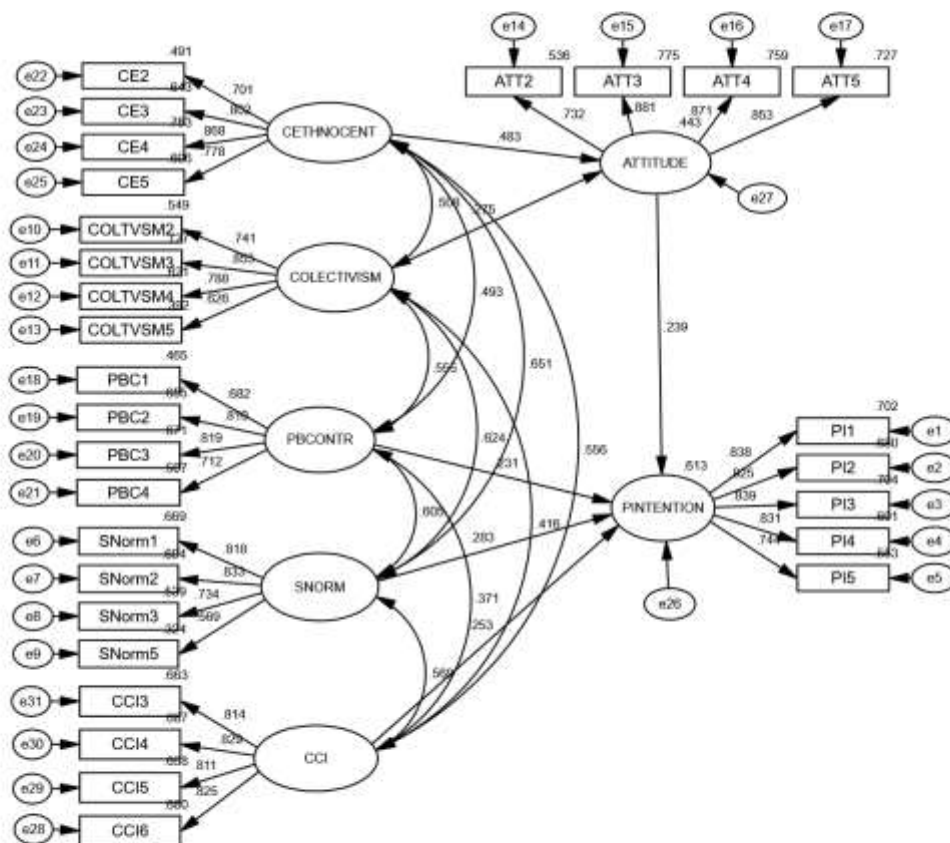 e14 e15 e16 e17
.491 .536 .775 .759 .727
e22 CE2 ATT2 ATT3 ATT4 ATT5
.701
e23 CE3 .732 .881 .871 .853
.443
e24 CE4 .868 CETHNOCENT .483 ATTITUDE
.778
e25 CE5 e27
.549 .275
e10 COLTVSM2 .741
e11 COLTVSM3 COLECTIVISM
e12 COLTVSM4 .493
.826
e13 COLTVSM5 .239
.465 .651
e18 PBC1 .682 .702
e19 PBC2 .624 PI1 e1
.838
e20 PBC3 .819 PBCONTR .231 .556 .613 PI2 e2
.712 .825
e21 PBC4 PINTENTION .839 PI3 e3
.669 .605 .416 .831
e6 SNorm1 .818 .283 PI4 e4
.833
e7 SNorm2 SNORM PI5 e5
.734 .371
e8 SNorm3 .569 e26
.324 .253
e9 SNorm5
.663
e31 CCI3 .814
e30 CCI4 CCI
.811
e29 CCI5 .825
e28 CCI6